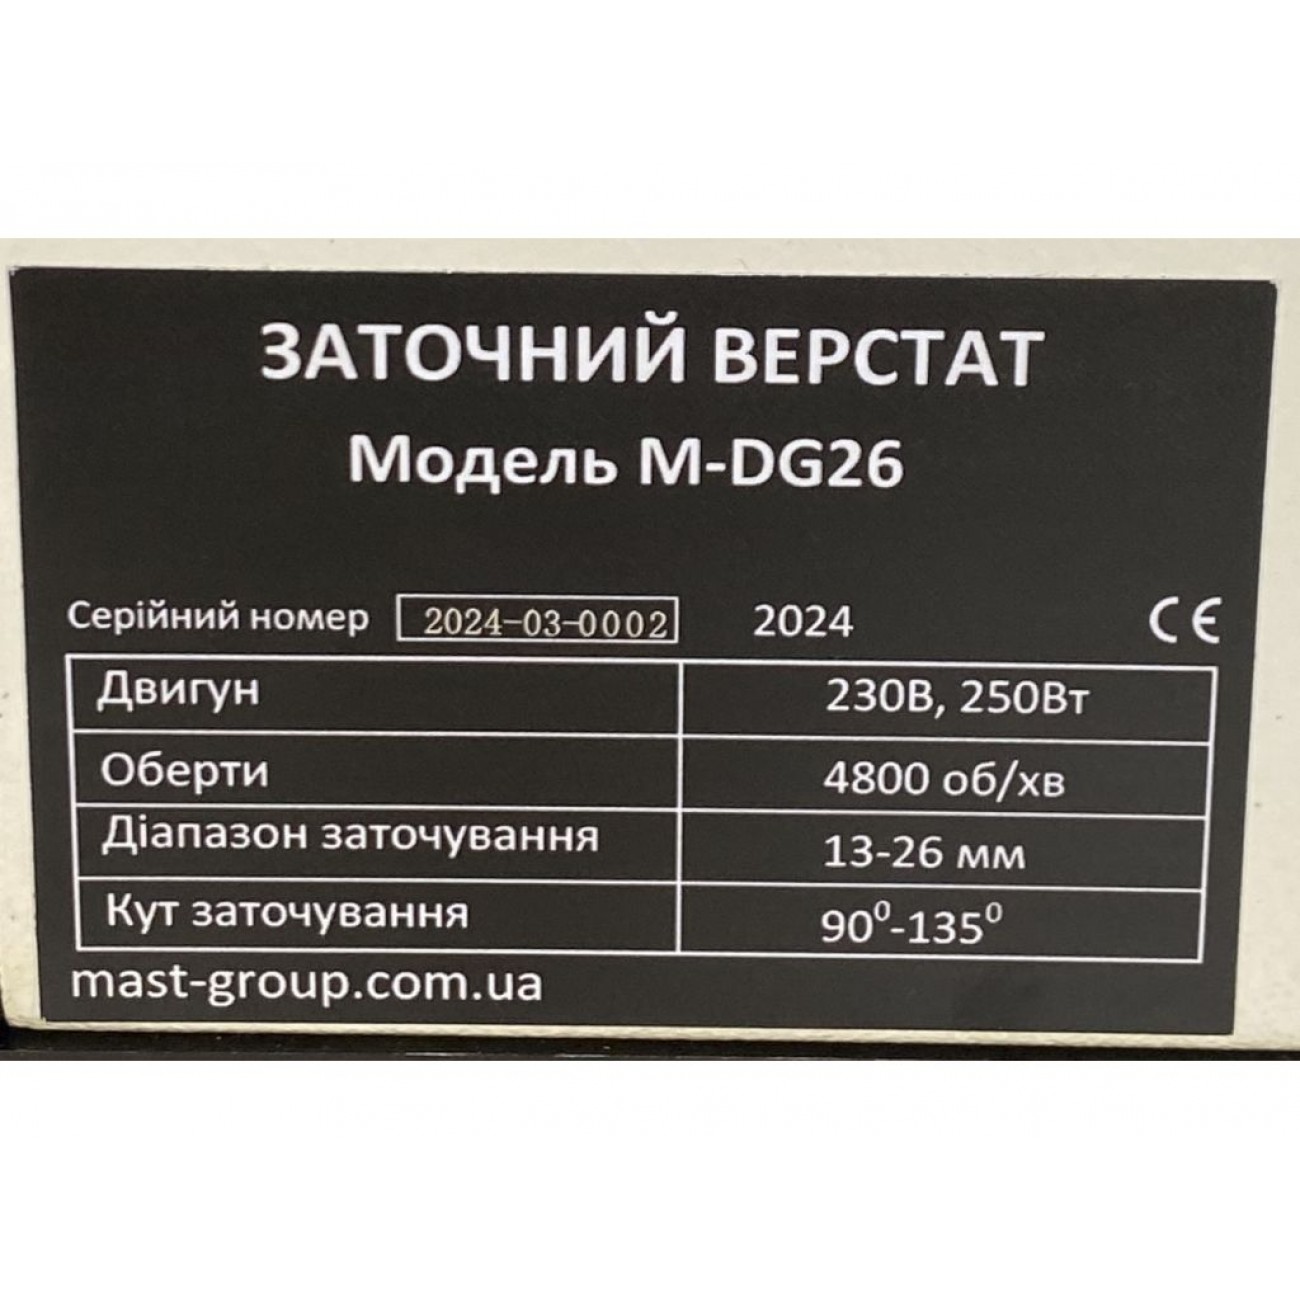 ЗАТОЧНИЙ ВЕРСТАТ
Модель M-DG26
Серійний номер 2024-03-0002 2024 CE
Двигун 230В, 250Вт
Оберти 4800 об/хв
Діапазон заточування 13-26 мм
Кут заточування 90⁰-135⁰
mast-group.com.ua